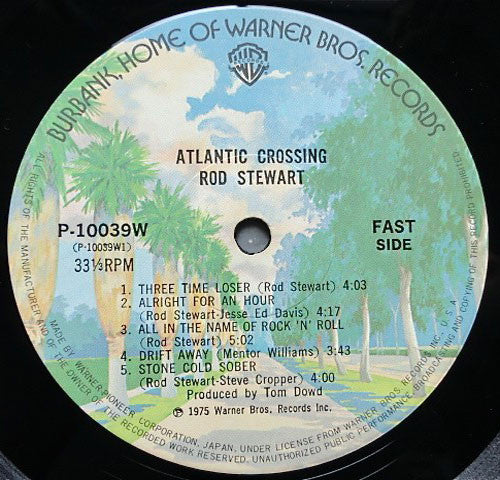 BURBANK, HOME OF WARNER BROS. RECORDS
WB
ATLANTIC CROSSING
ROD STEWART
P-10039W
(P-10039W1)
33⅓RPM
FAST
SIDE
1. THREE TIME LOSER (Rod Stewart) 4:03
2. ALRIGHT FOR AN HOUR
(Rod Stewart-Jesse Ed Davis) 4:17
3. ALL IN THE NAME OF ROCK 'N' ROLL
(Rod Stewart) 5:02
4. DRIFT AWAY (Mentor Williams) 3:43
5. STONE COLD SOBER
(Rod Stewart-Steve Cropper) 4:00
Produced by Tom Dowd
℗ 1975 Warner Bros. Records Inc.
MADE BY WARNER-PIONEER CORPORATION, JAPAN, UNDER LICENSE FROM WARNER BROS. RECORDS INC., U.S.A.
ALL RIGHTS OF THE MANUFACTURER AND OF THE OWNER OF THE RECORDED WORK RESERVED. UNAUTHORIZED PUBLIC PERFORMANCE, BROADCASTING AND COPYING OF THIS RECORD PROHIBITED.